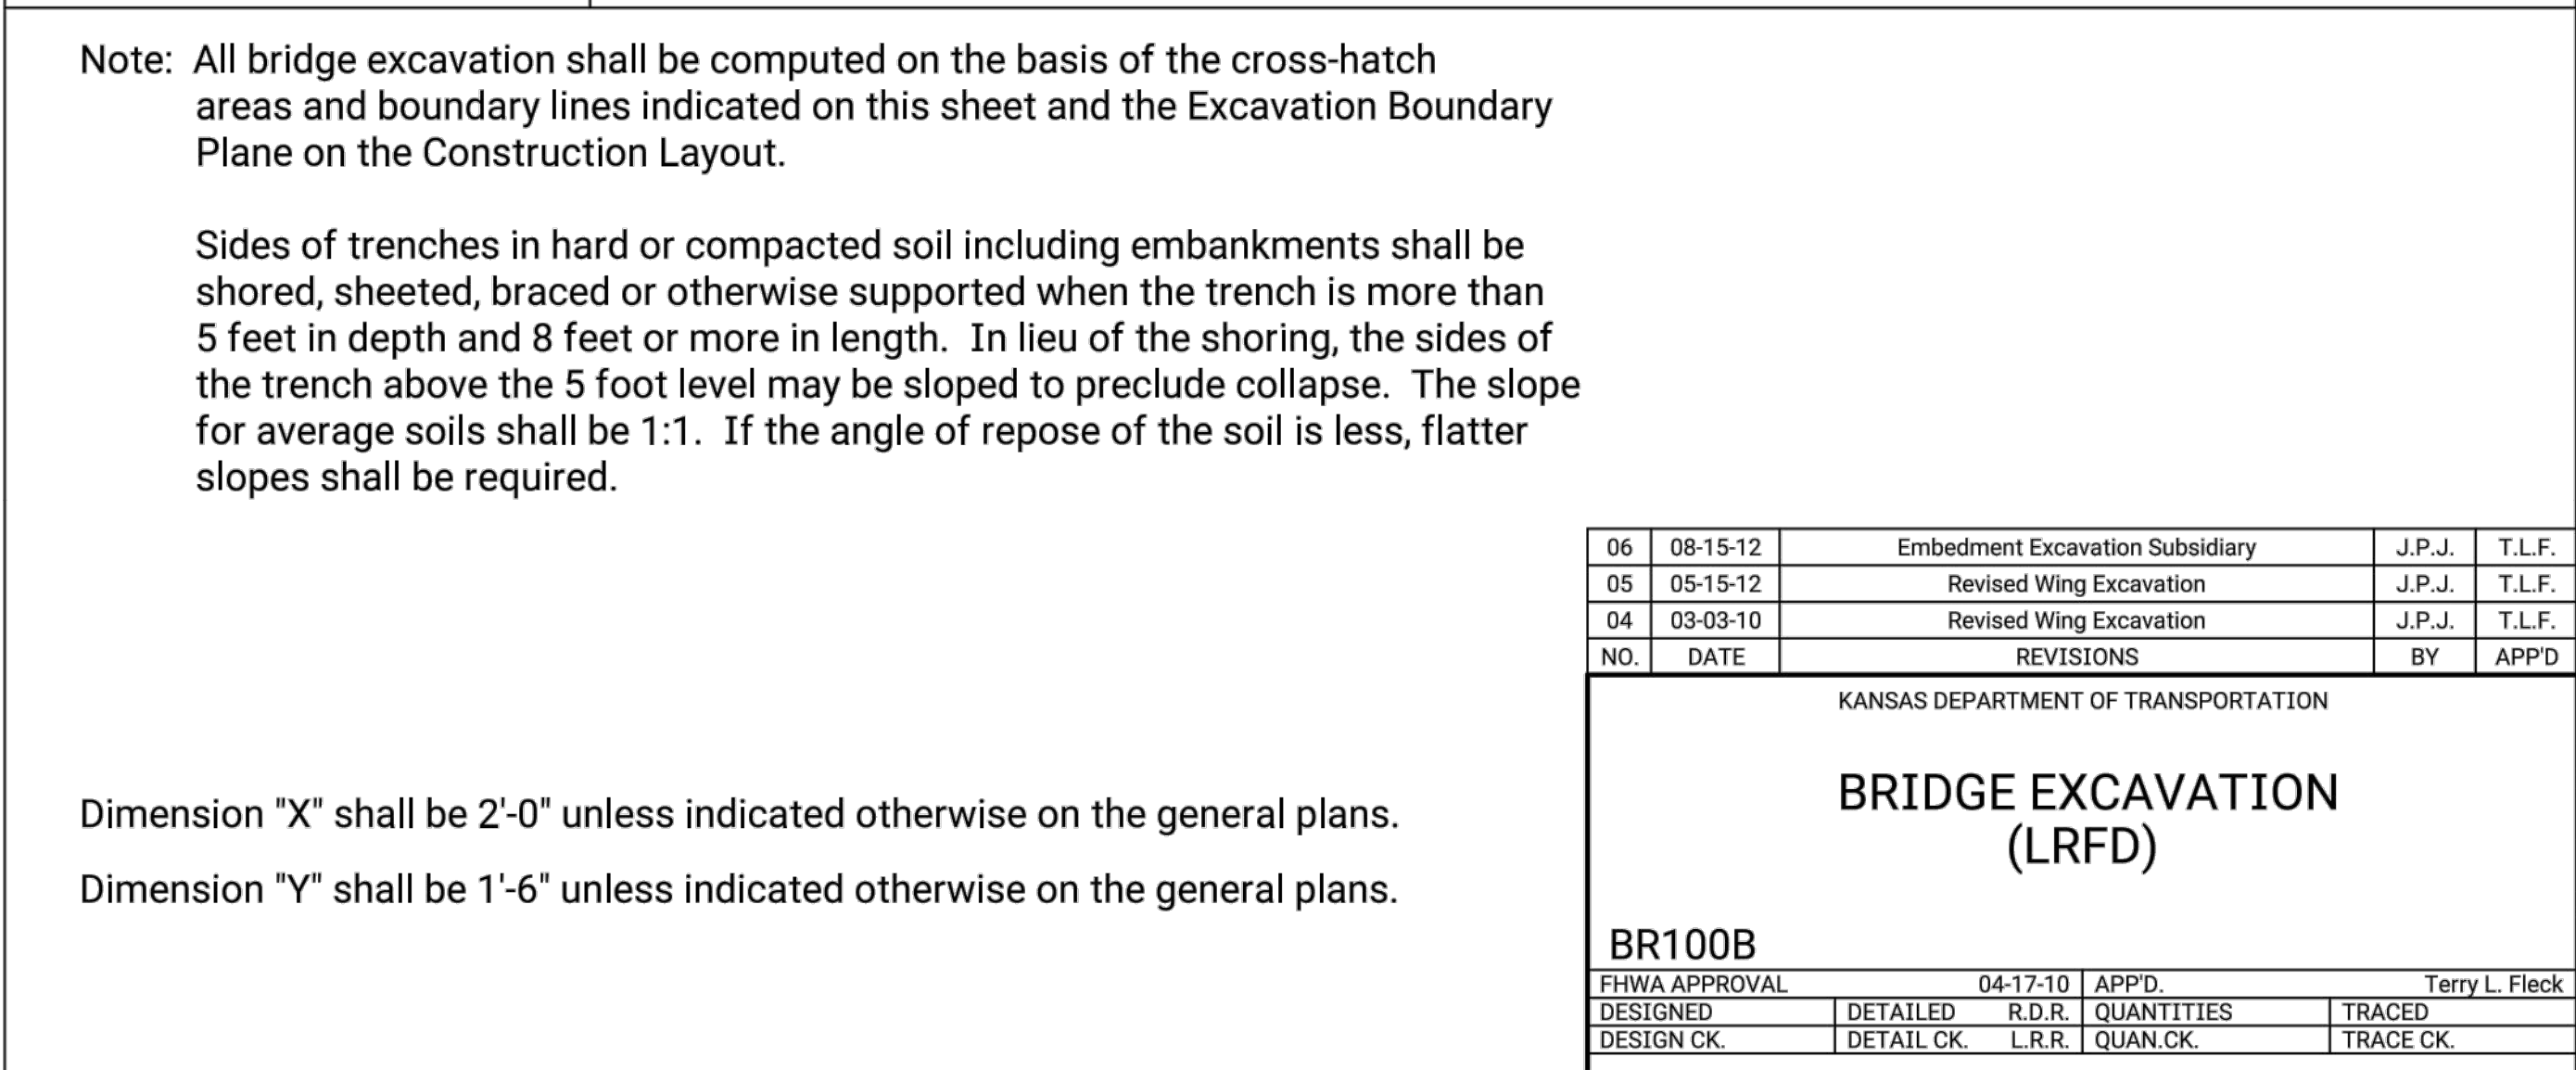 Note: All bridge excavation shall be computed on the basis of the cross-hatch
areas and boundary lines indicated on this sheet and the Excavation Boundary
Plane on the Construction Layout.
Sides of trenches in hard or compacted soil including embankments shall be
shored, sheeted, braced or otherwise supported when the trench is more than
5 feet in depth and 8 feet or more in length. In lieu of the shoring, the sides of
the trench above the 5 foot level may be sloped to preclude collapse. The slope
for average soils shall be 1:1. If the angle of repose of the soil is less, flatter
slopes shall be required.
Dimension "X" shall be 2'-0" unless indicated otherwise on the general plans.
Dimension "Y" shall be 1'-6" unless indicated otherwise on the general plans.
06 08-15-12 Embedment Excavation Subsidiary J.P.J. T.L.F.
05 05-15-12 Revised Wing Excavation J.P.J. T.L.F.
04 03-03-10 Revised Wing Excavation J.P.J. T.L.F.
NO. DATE REVISIONS BY APP'D
KANSAS DEPARTMENT OF TRANSPORTATION
BRIDGE EXCAVATION
(LRFD)
BR100B
FHWA APPROVAL 04-17-10 APP'D. Terry L. Fleck
DESIGNED DETAILED R.D.R. QUANTITIES TRACED
DESIGN CK. DETAIL CK. L.R.R. QUAN.CK. TRACE CK.